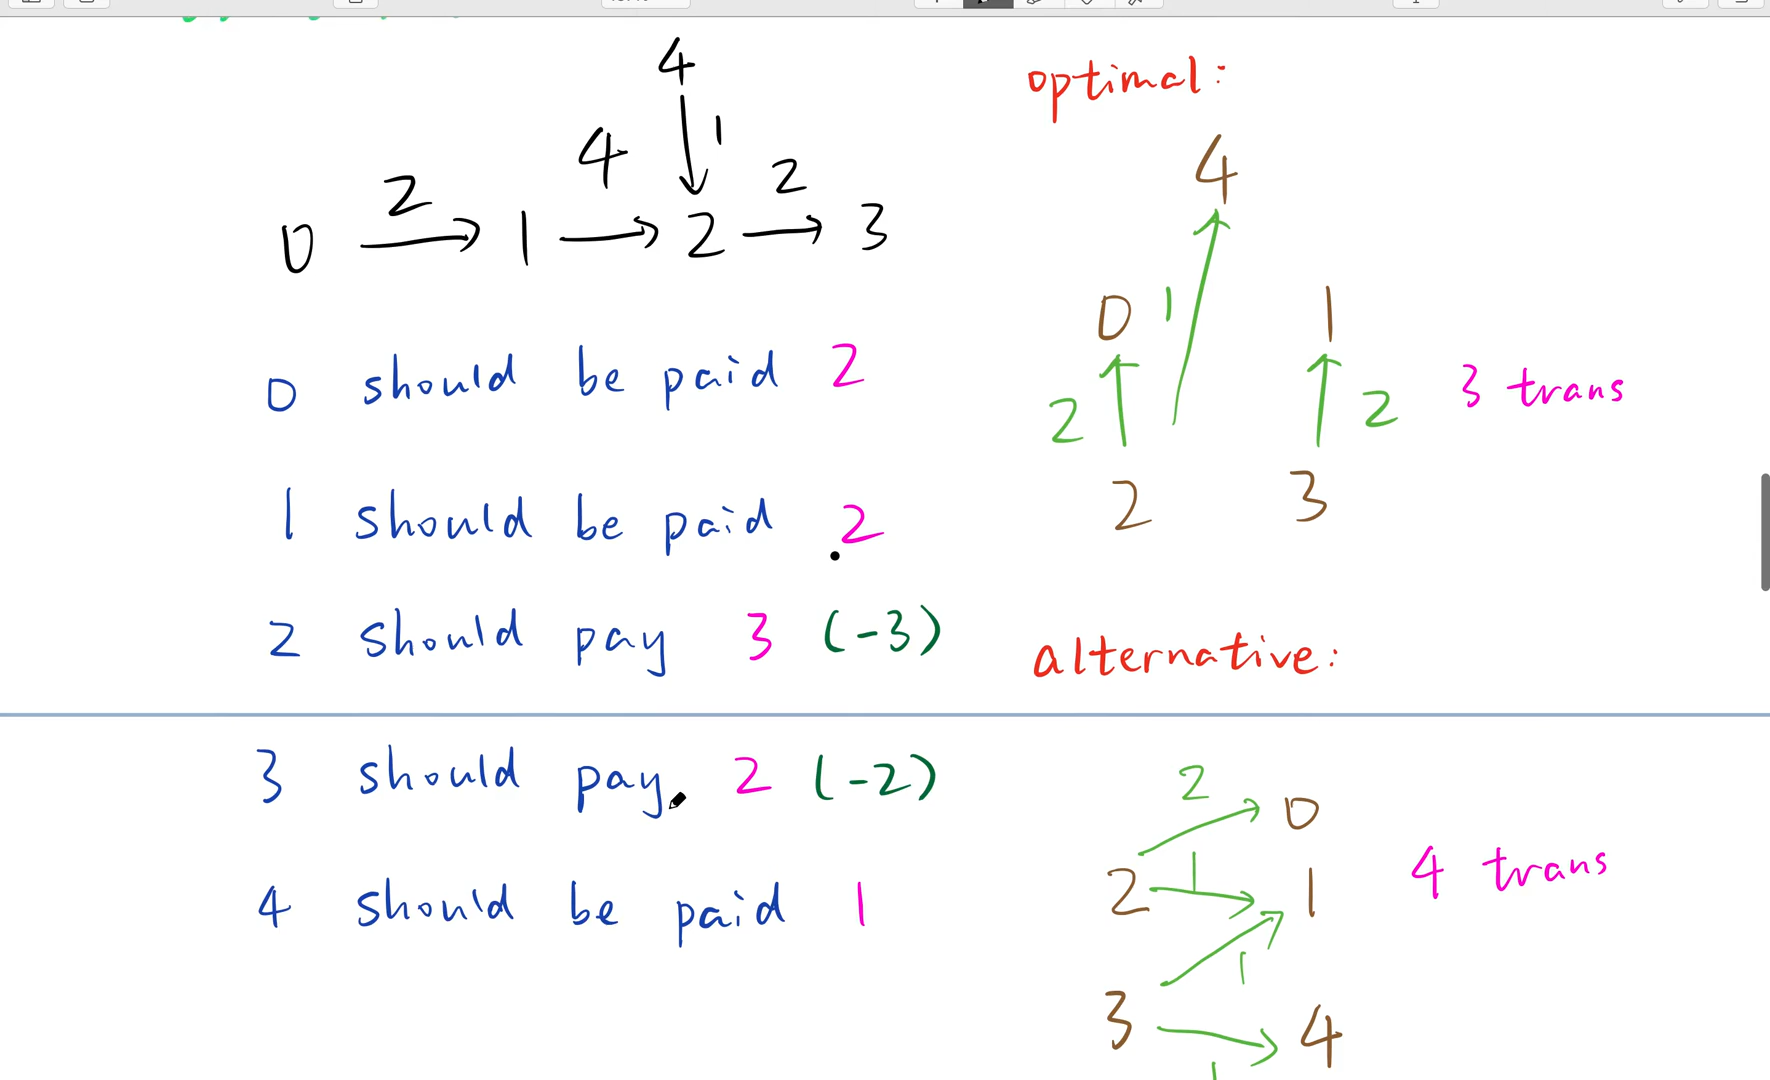 4
1
2 4 2
0 1 2 3
0 should be paid 2
1 should be paid 2
2 should pay 3 (-3)
3 should pay 2 (-2)
4 should be paid 1
optimal:
4
0 1 1
2 2 3 trans
2 3
alternative:
2 0
2 1 1 4 trans
1
3 4